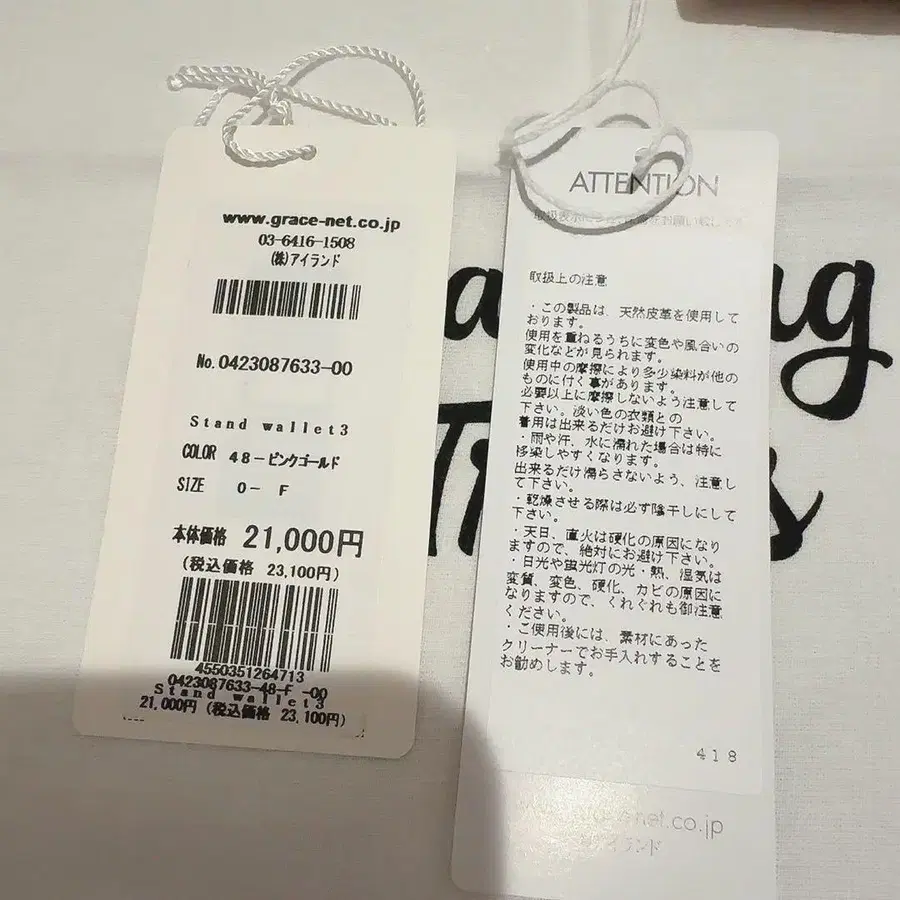 www.grace-net.co.jp
03-6416-1508
(株)アイランド
No.0423087633-00
Stand wallet3
COLOR 48-ピンクゴールド
SIZE 0- F
本体価格 21,000円
(税込価格 23,100円)
4550351264713
0423087633-48-F -00
Stand wallet3
21,000円 (税込価格 23,100円)
ATTENTION
取扱上の注意
・この製品は、天然皮革を使用して
おります。
使用を重ねるうちに変色や風合いの
変化などが見られます。
使用中の摩擦により多少染料が他の
ものに付く事があります。
必要以上に摩擦しないよう注意して
下さい。淡い色の衣類との
着用は出来るだけお避け下さい。
・雨や汗、水に濡れた場合は特に
移染しやすくなります。
出来るだけ濡らさないよう、注意し
て下さい。
・乾燥させる際は必ず陰干しにして
下さい。
・天日、直火は硬化の原因になり
ますので、絶対にお避け下さい。
・日光や蛍光灯の光・熱、湿気は
変質、変色、硬化、カビの原因に
なりますので、くれぐれも御注意
ください。
・ご使用後には、素材にあった
クリーナーでお手入れすることを
お勧めします。
418
net.co.jp
アイランド